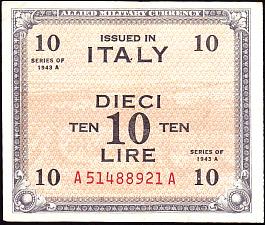 ALLIED MILITARY CURRENCY
10 ISSUED IN 10
ITALY
SERIES OF
1943 A
DIECI
TEN 10 TEN
LIRE
SERIES OF
1943 A
10 A51488921A 10